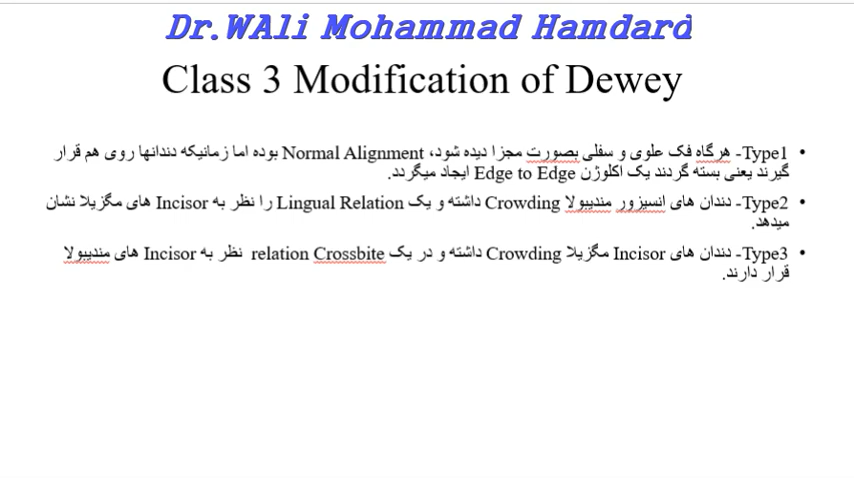 Dr.WAli Mohammad Hamdard
Class 3 Modification of Dewey
• Type1- هرگاه فک علوی و سفلی بصورت مجزا دیده شود، Normal Alignment بوده اما زمانیکه دندانها روی هم قرار
گیرند یعنی بسته گردند یک اکلوژن Edge to Edge ایجاد میگردد.
• Type2- دندان های انسیزور مندیبولا Crowding داشته و یک Lingual Relation را نظر به Incisor های مگزیلا نشان
میدهد.
• Type3- دندان های Incisor مگزیلا Crowding داشته و در یک relation Crossbite نظر به Incisor های مندیبولا
قرار دارند.